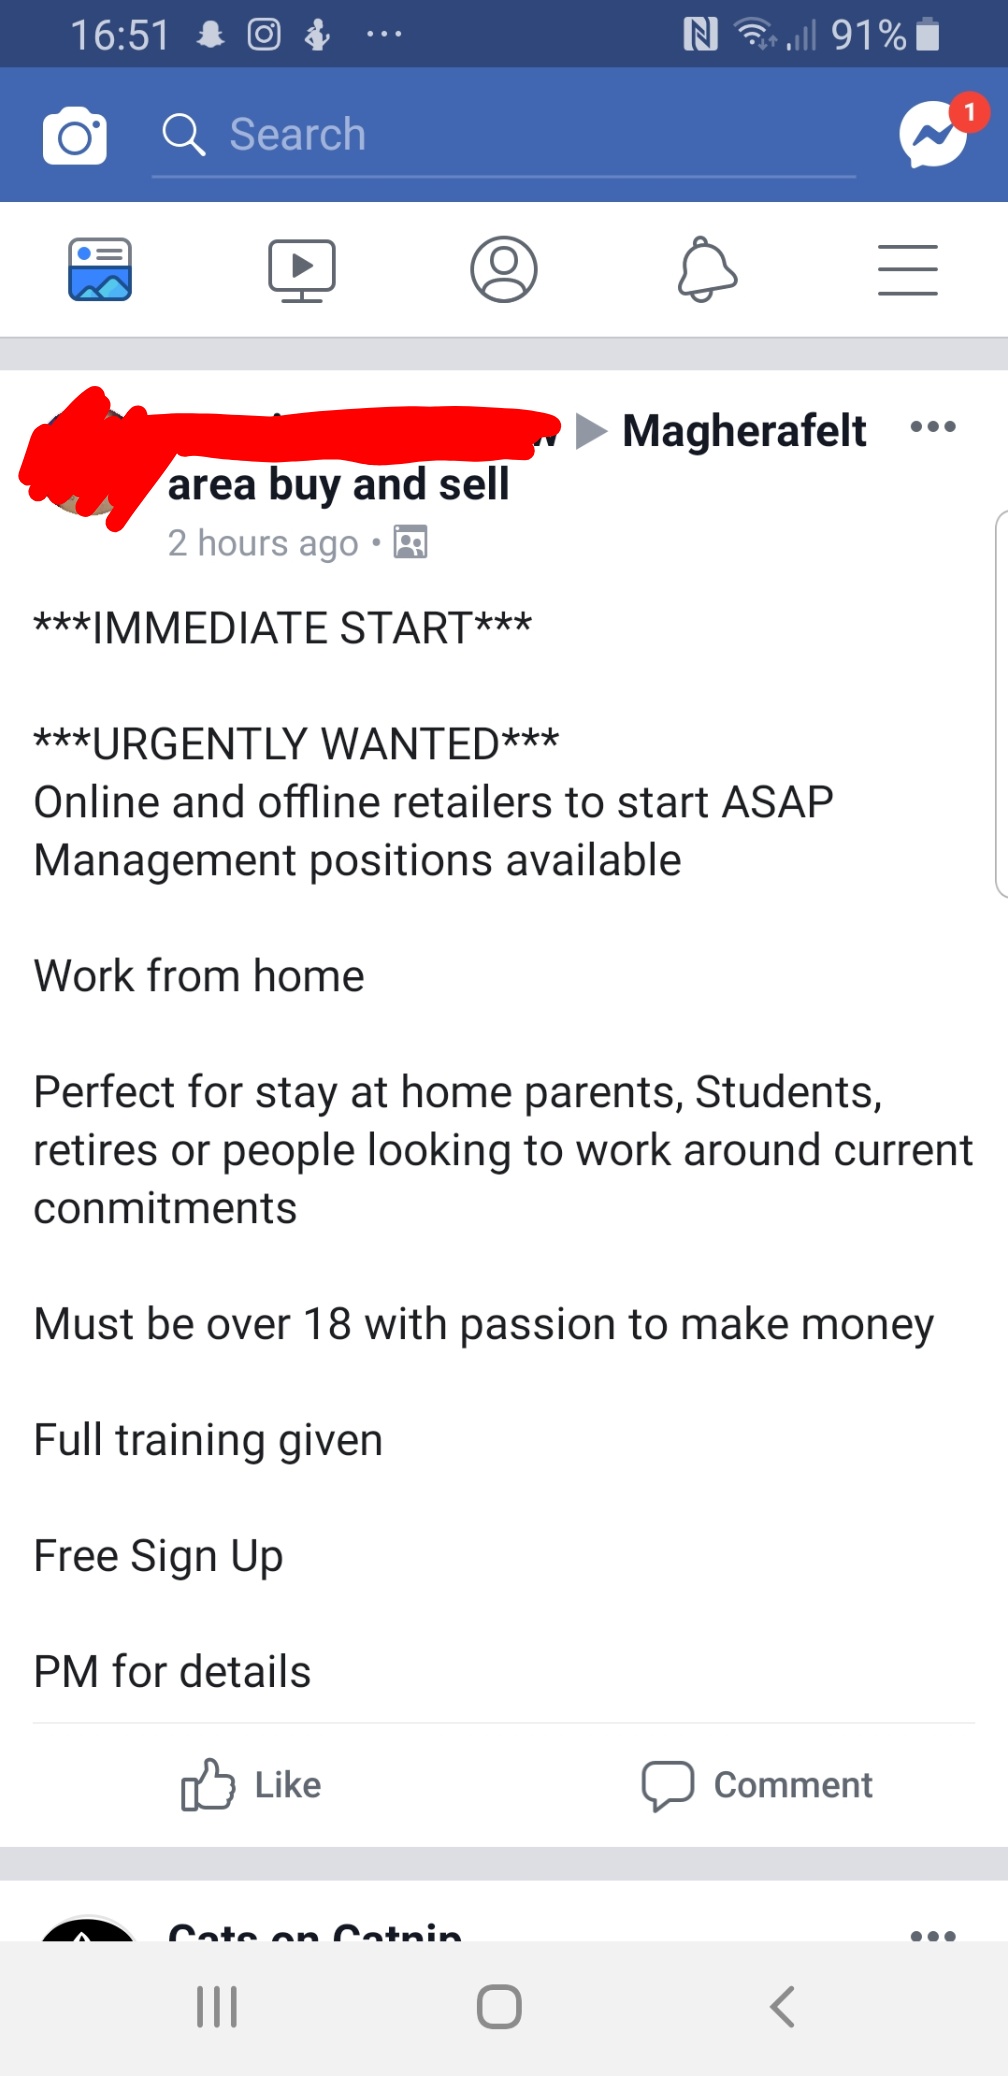 16:51 91%
Search
1
Magherafelt
area buy and sell
2 hours ago
***IMMEDIATE START***
***URGENTLY WANTED***
Online and offline retailers to start ASAP
Management positions available
Work from home
Perfect for stay at home parents, Students,
retires or people looking to work around current
conmitments
Must be over 18 with passion to make money
Full training given
Free Sign Up
PM for details
Like Comment
Cats on Catnip